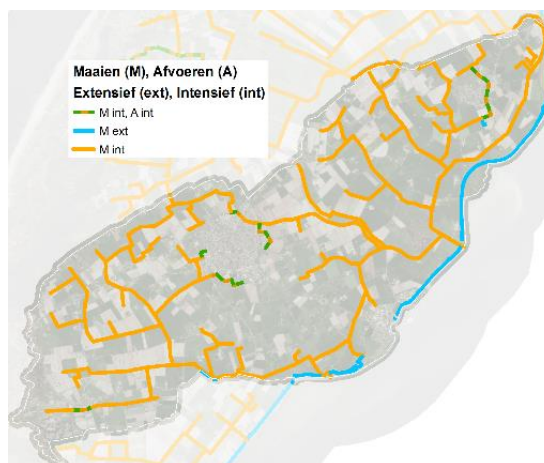 Maaien (M), Afvoeren (A)
Extensief (ext), Intensief (int)
M int, A int
M ext
M int